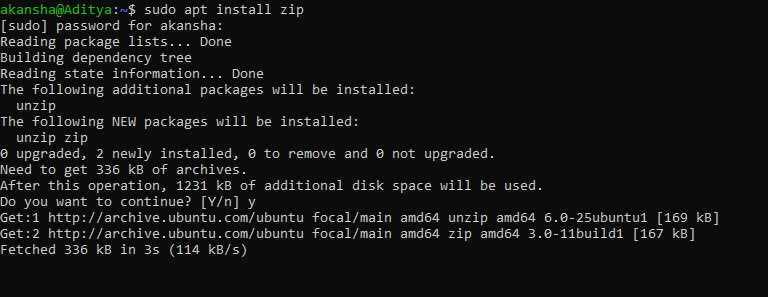 akansha@Aditya:~$ sudo apt install zip
[sudo] password for akansha:
Reading package lists... Done
Building dependency tree
Reading state information... Done
The following additional packages will be installed:
  unzip
The following NEW packages will be installed:
  unzip zip
0 upgraded, 2 newly installed, 0 to remove and 0 not upgraded.
Need to get 336 kB of archives.
After this operation, 1231 kB of additional disk space will be used.
Do you want to continue? [Y/n] y
Get:1 http://archive.ubuntu.com/ubuntu focal/main amd64 unzip amd64 6.0-25ubuntu1 [169 kB]
Get:2 http://archive.ubuntu.com/ubuntu focal/main amd64 zip amd64 3.0-11build1 [167 kB]
Fetched 336 kB in 3s (114 kB/s)